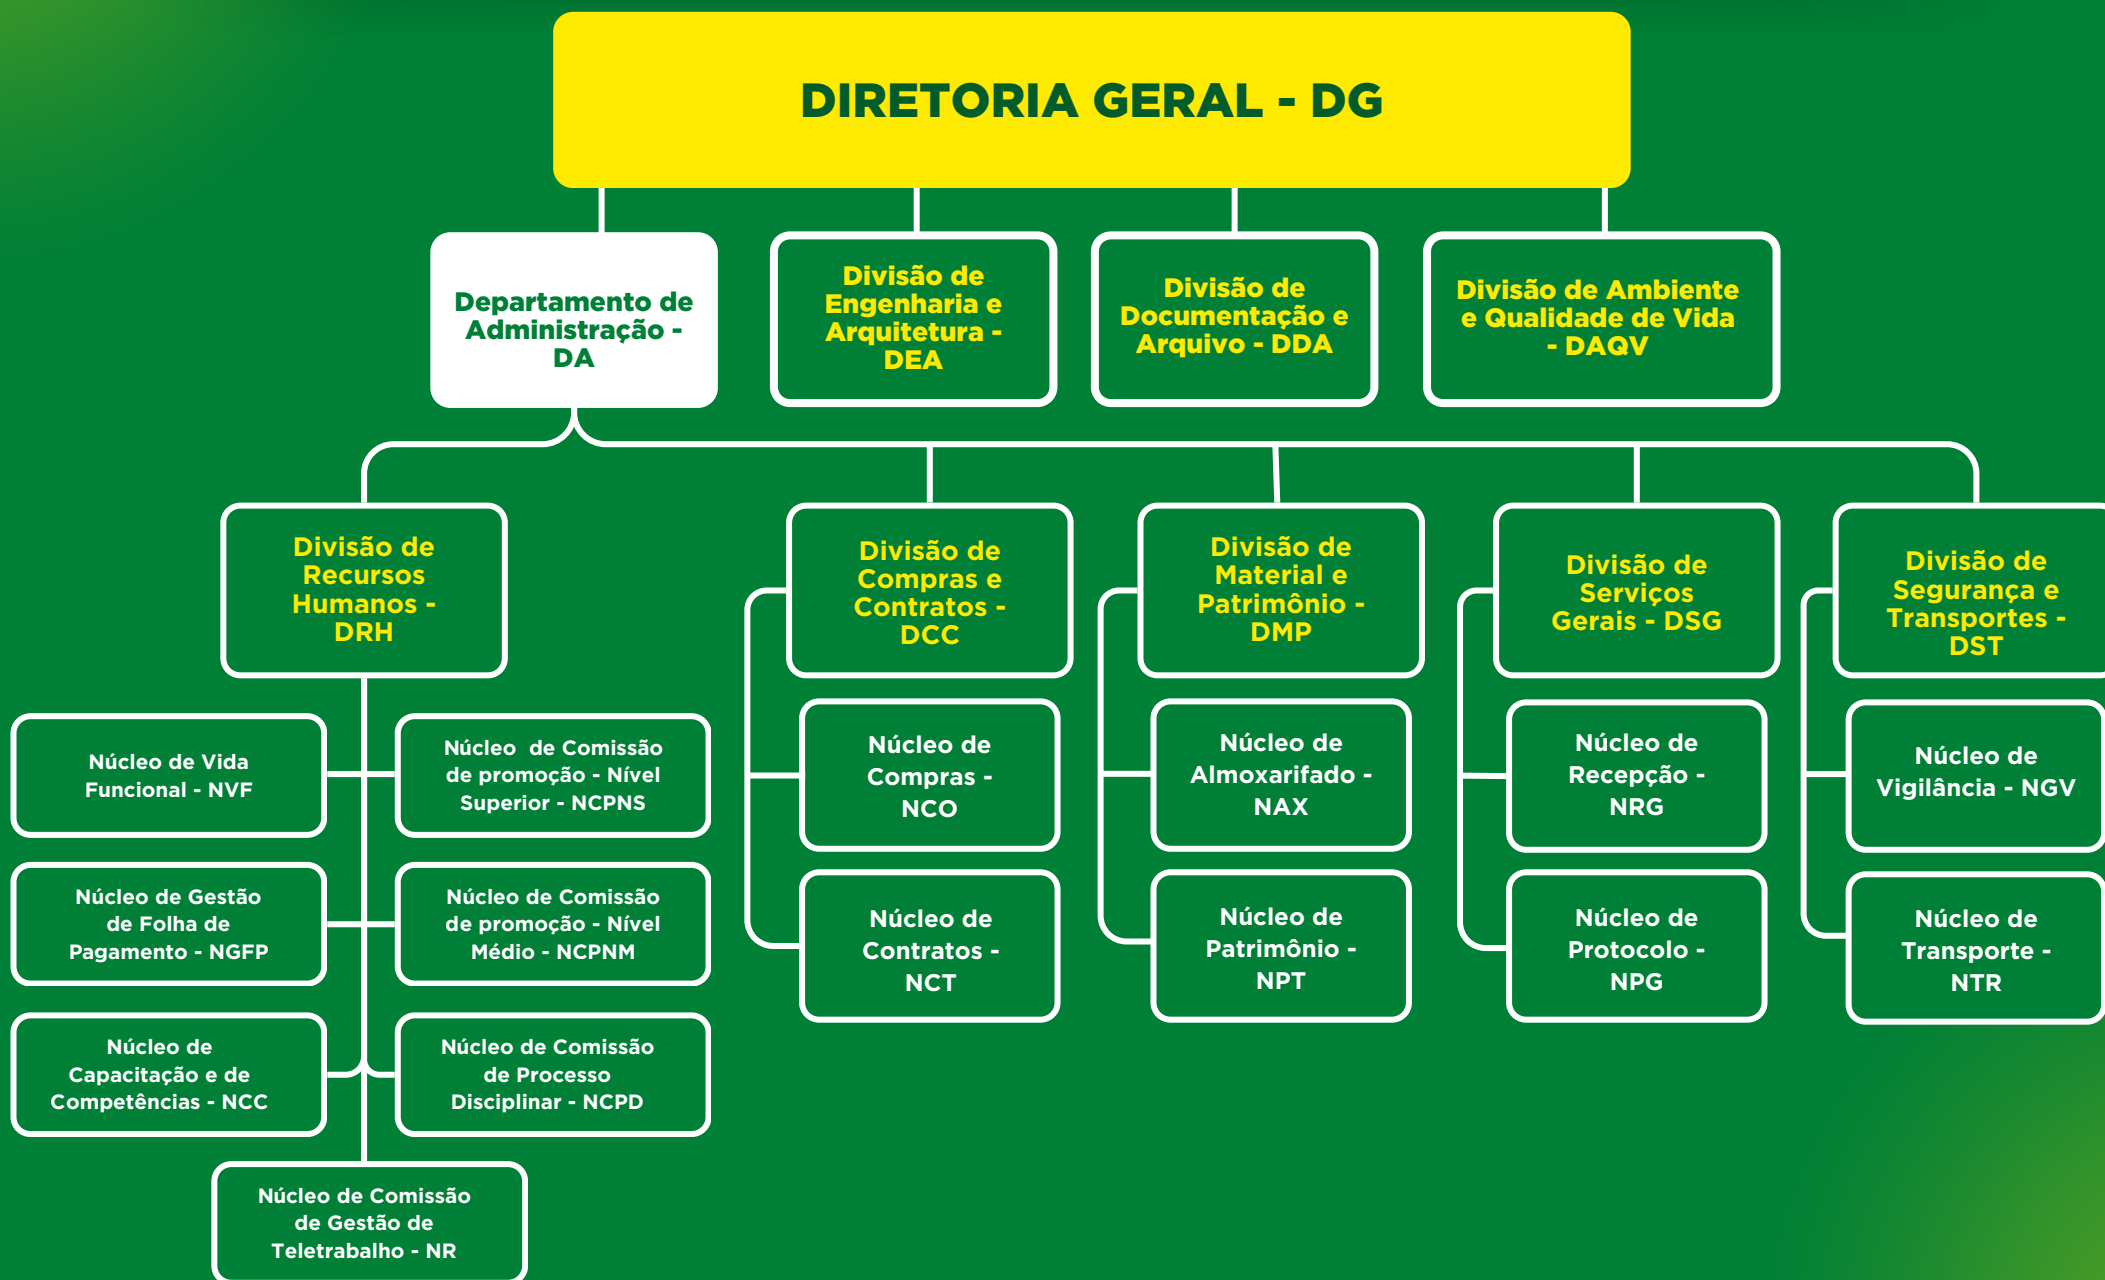 DIRETORIA GERAL - DG
Departamento de
Administração -
DA
Divisão de
Engenharia e
Arquitetura -
DEA
Divisão de
Documentação e
Arquivo - DDA
Divisão de Ambiente
e Qualidade de Vida
- DAQV
Divisão de
Recursos
Humanos -
DRH
Divisão de
Compras e
Contratos -
DCC
Divisão de
Material e
Patrimônio -
DMP
Divisão de
Serviços
Gerais - DSG
Divisão de
Segurança e
Transportes -
DST
Núcleo de Vida
Funcional - NVF
Núcleo  de Comissão
de promoção - Nível
Superior - NCPNS
Núcleo de Gestão
de Folha de
Pagamento - NGFP
Núcleo de Comissão
de promoção - Nível
Médio - NCPNM
Núcleo de
Capacitação e de
Competências - NCC
Núcleo de Comissão
de Processo
Disciplinar - NCPD
Núcleo de Comissão
de Gestão de
Teletrabalho - NR
Núcleo de
Compras -
NCO
Núcleo de
Contratos -
NCT
Núcleo de
Almoxarifado -
NAX
Núcleo de
Patrimônio -
NPT
Núcleo de
Recepção -
NRG
Núcleo de
Protocolo -
NPG
Núcleo de
Vigilância - NGV
Núcleo de
Transporte -
NTR